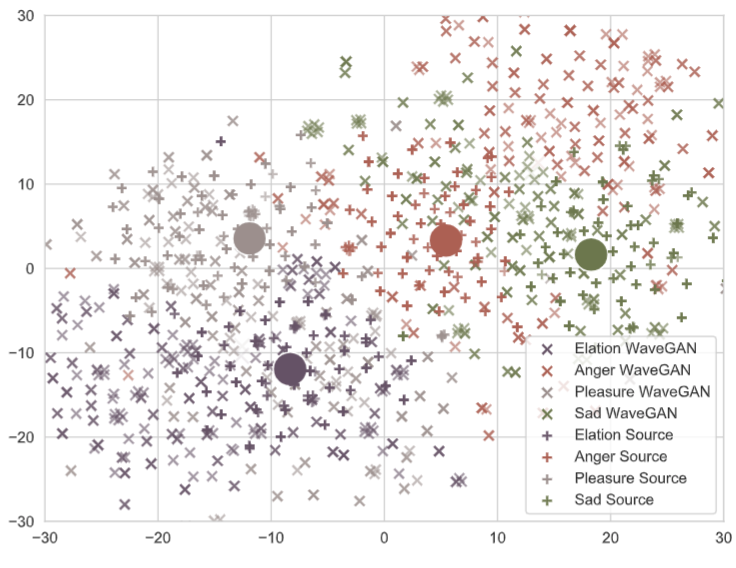 30
20
10
0
−10
−20
−30
−30
−20
−10
0
10
20
30
Elation WaveGAN
Anger WaveGAN
Pleasure WaveGAN
Sad WaveGAN
Elation Source
Anger Source
Pleasure Source
Sad Source